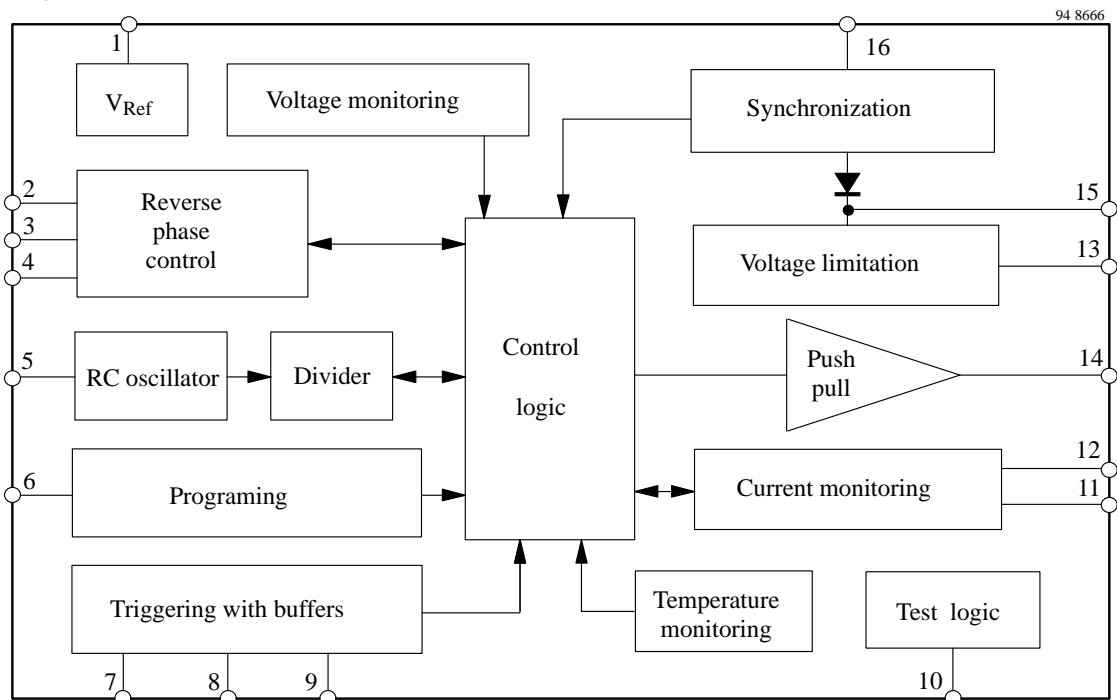 94 8666
1
16
V Ref
Voltage monitoring
Synchronization
2
3
4
Reverse
phase
control
15
13
Voltage limitation
5
RC oscillator
Divider
Control
logic
Push
pull
14
6
Programing
Current monitoring
12
11
Triggering with buffers
Temperature
monitoring
Test logic
7
8
9
10